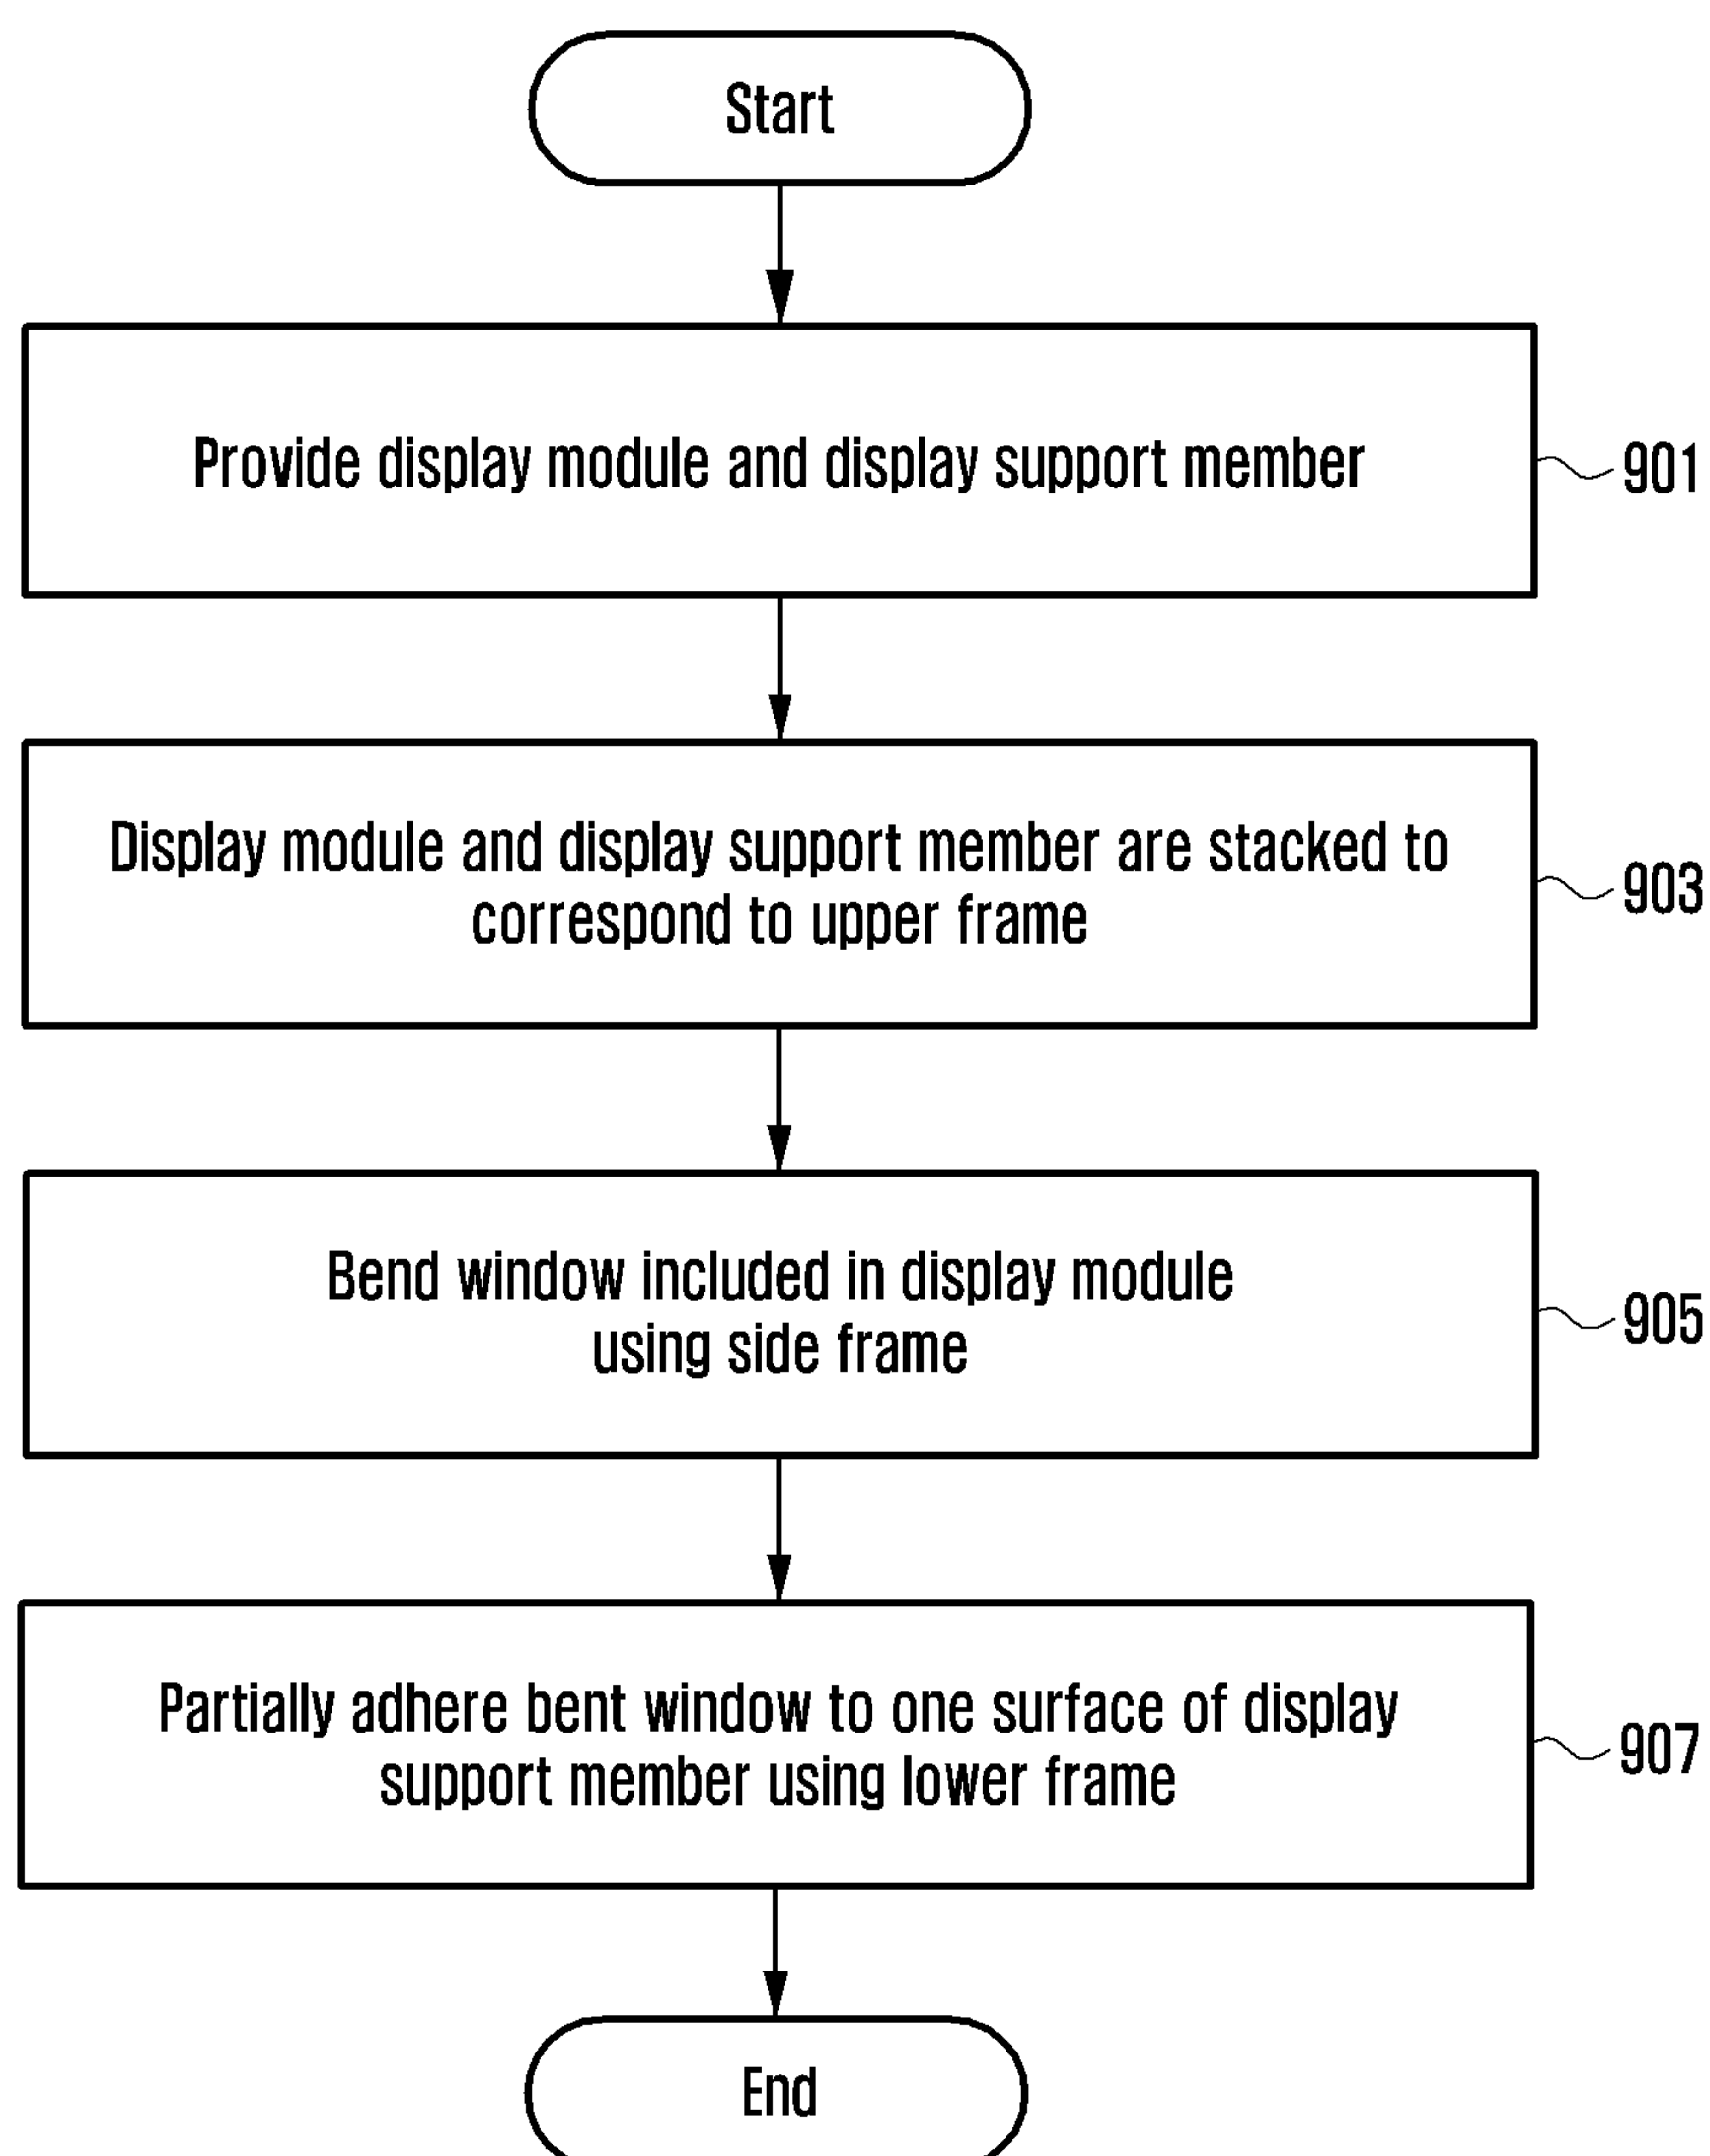 Start
Provide display module and display support member
901
Display module and display support member are stacked to
correspond to upper frame
903
Bend window included in display module
using side frame
905
Partially adhere bent window to one surface of display
support member using lower frame
907
End